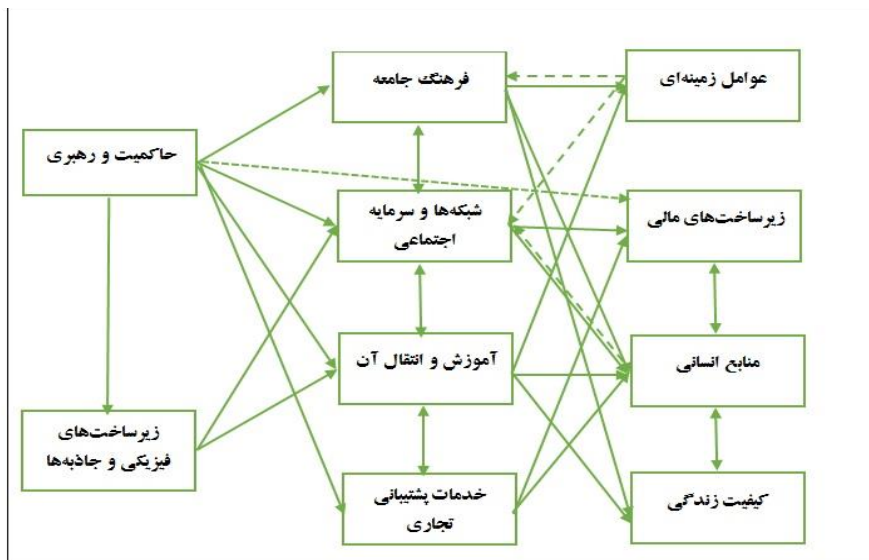 فرهنگ جامعه
عوامل زمینه‌ای
حاکمیت و رهبری
شبکه‌ها و سرمایه
اجتماعی
زیرساخت‌های مالی
آموزش و انتقال آن
منابع انسانی
زیرساخت‌های
فیزیکی و جاذبه‌ها
خدمات پشتیبانی
تجاری
کیفیت زندگی